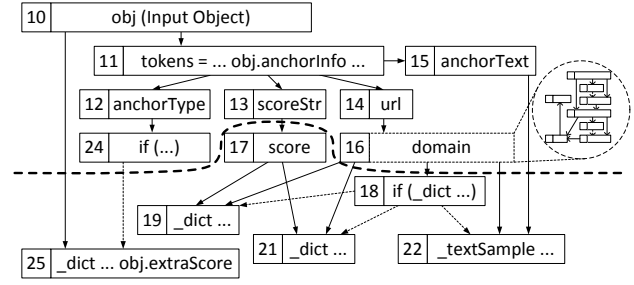 10 obj (Input Object)
11 tokens = ... obj.anchorInfo ... 15 anchorText
12 anchorType 13 scoreStr 14 url
24 if (...) 17 score 16 domain
18 if (_dict ...)
19 _dict ...
21 _dict ... 22 _textSample ...
25 _dict ... obj.extraScore